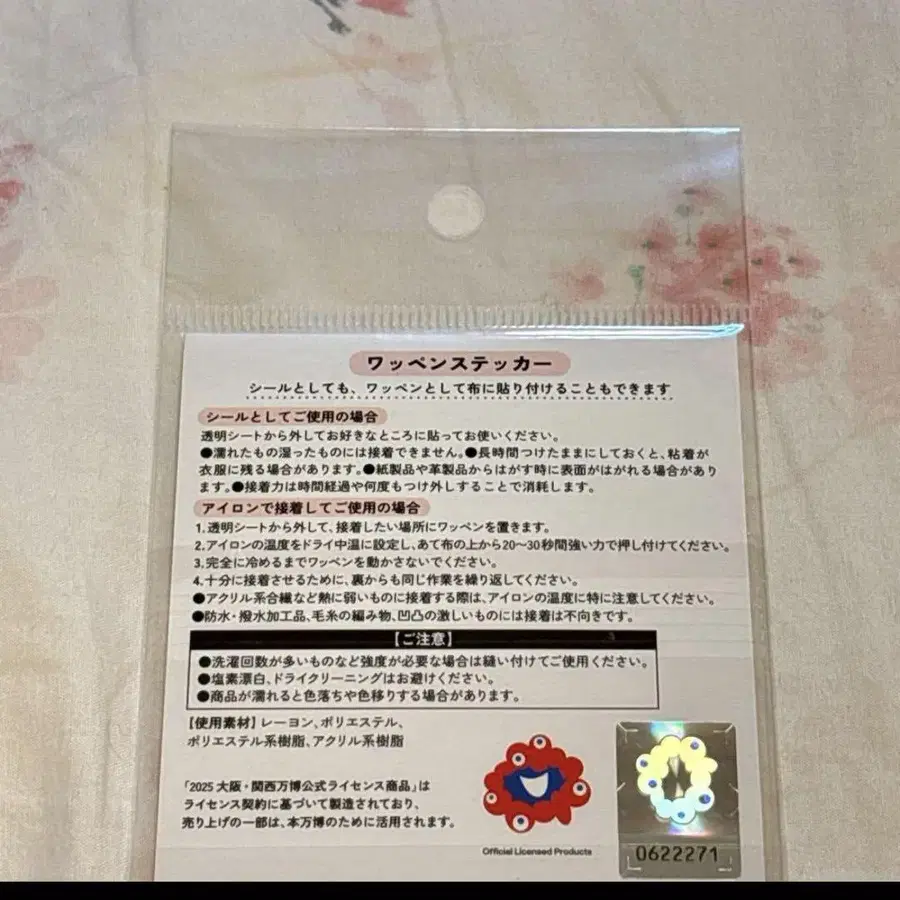 ワッペンステッカー
シールとしても、ワッペンとして布に貼り付けることもできます
シールとしてご使用の場合
透明シートから外してお好きなところに貼ってお使いください。
●濡れたもの湿ったものには接着できません。●長時間つけたままにしておくと、粘着が
衣服に残る場合があります。●紙製品や革製品からはがす時に表面がはがれる場合があり
ます。●接着力は時間経過や何度もつけ外しすることで消耗します。
アイロンで接着してご使用の場合
1.透明シートから外して、接着したい場所にワッペンを置きます。
2.アイロンの温度をドライ中温に設定し、あて布の上から20〜30秒間強い力で押し付けてください。
3.完全に冷めるまでワッペンを動かさないでください。
4.十分に接着させるために、裏からも同じ作業を繰り返してください。
●アクリル系合繊など熱に弱いものに接着する際は、アイロンの温度に特に注意してください。
●防水・撥水加工品、毛糸の編み物、凹凸の激しいものには接着は不向きです。
【ご注意】
●洗濯回数が多いものなど強度が必要な場合は縫い付けてご使用ください。
●塩素漂白、ドライクリーニングはお避けください。
●商品が濡れると色落ちや色移りする場合があります。
【使用素材】レーヨン、ポリエステル、
ポリエステル系樹脂、アクリル系樹脂
「2025 大阪・関西万博公式ライセンス商品」は
ライセンス契約に基づいて製造されており、
売り上げの一部は、本万博のために活用されます。
Official Licensed Products
0622271